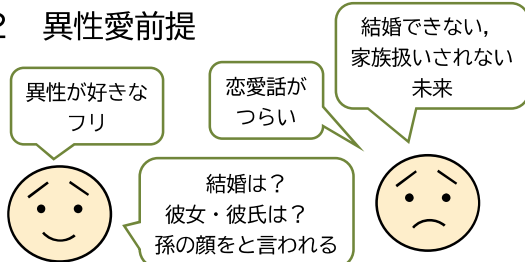 2 異性愛前提
異性が好きな
フリ
恋愛話が
つらい
結婚できない，
家族扱いされない
未来
結婚は？
彼女・彼氏は？
孫の顔をと言われる